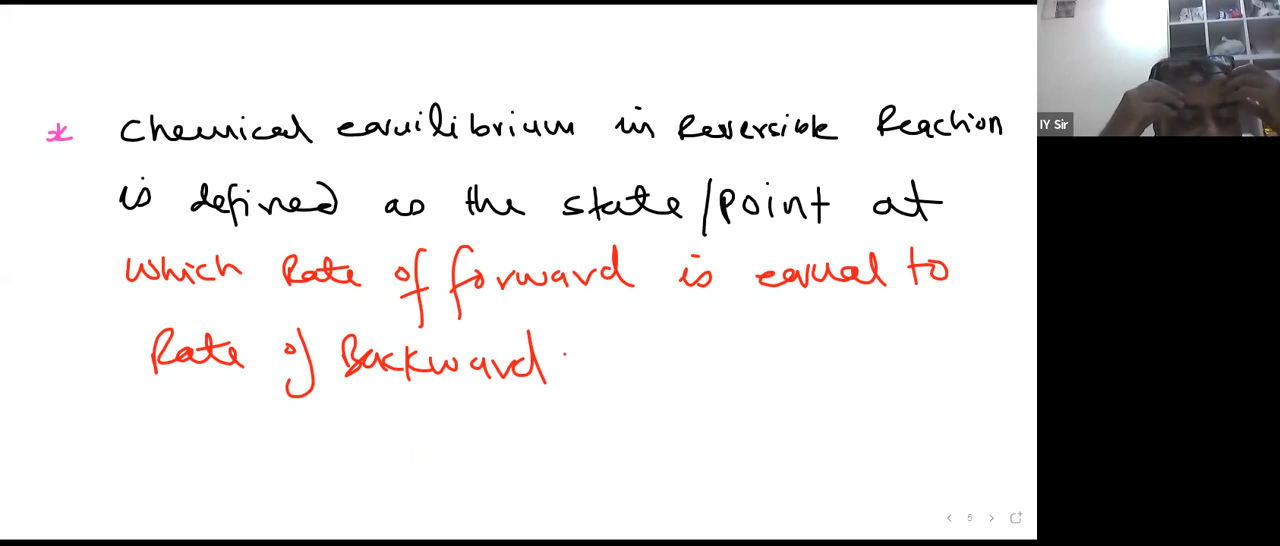 * Chemical equilibrium in Reversible Reaction
is defined as the state/point at
which Rate of forward is equal to
Rate of Backward.
IY Sir
< 5 >